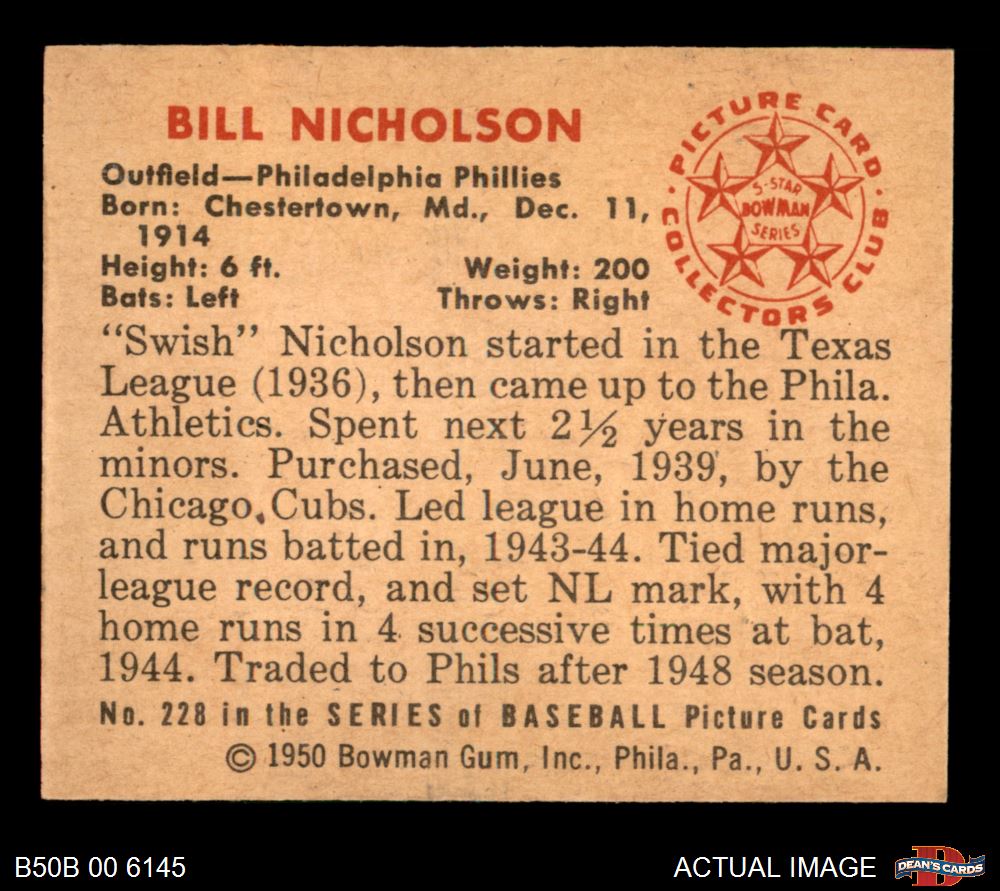 BILL NICHOLSON
Outfield—Philadelphia Phillies
Born: Chestertown, Md., Dec. 11,
1914
Height: 6 ft. Weight: 200
Bats: Left Throws: Right
PICTURE CARD
COLLECTORS CLUB
5-STAR
BOWMAN
SERIES
"Swish" Nicholson started in the Texas
League (1936), then came up to the Phila.
Athletics. Spent next 2½ years in the
minors. Purchased, June, 1939, by the
Chicago Cubs. Led league in home runs,
and runs batted in, 1943-44. Tied major-
league record, and set NL mark, with 4
home runs in 4 successive times at bat,
1944. Traded to Phils after 1948 season.
No. 228 in the SERIES of BASEBALL Picture Cards
© 1950 Bowman Gum, Inc., Phila., Pa., U. S. A.
B50B 00 6145
ACTUAL IMAGE
DEAN'S CARDS